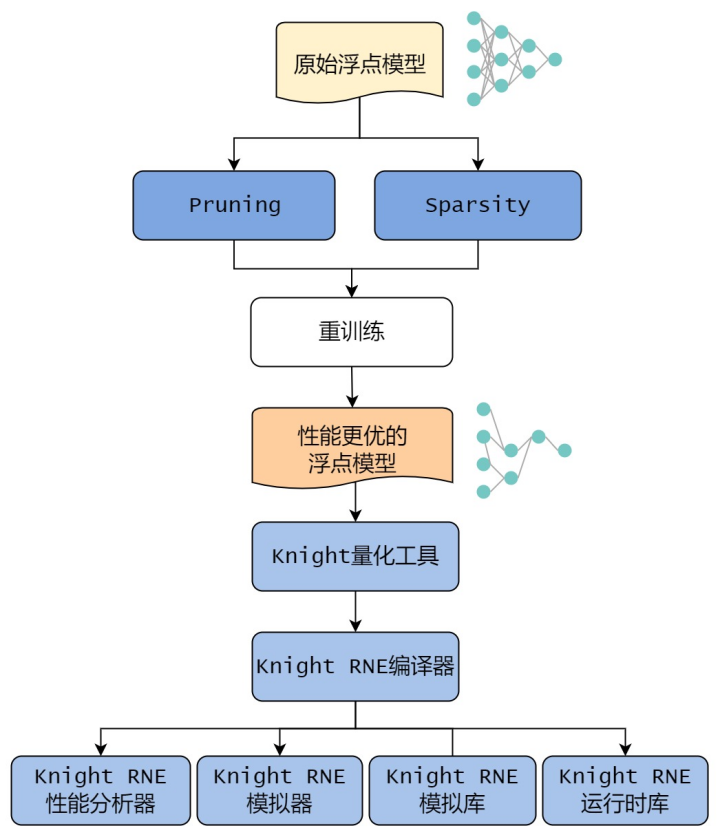 原始浮点模型
Pruning
Sparsity
重训练
性能更优的
浮点模型
Knight量化工具
Knight RNE编译器
Knight RNE
性能分析器
Knight RNE
模拟器
Knight RNE
模拟库
Knight RNE
运行时库